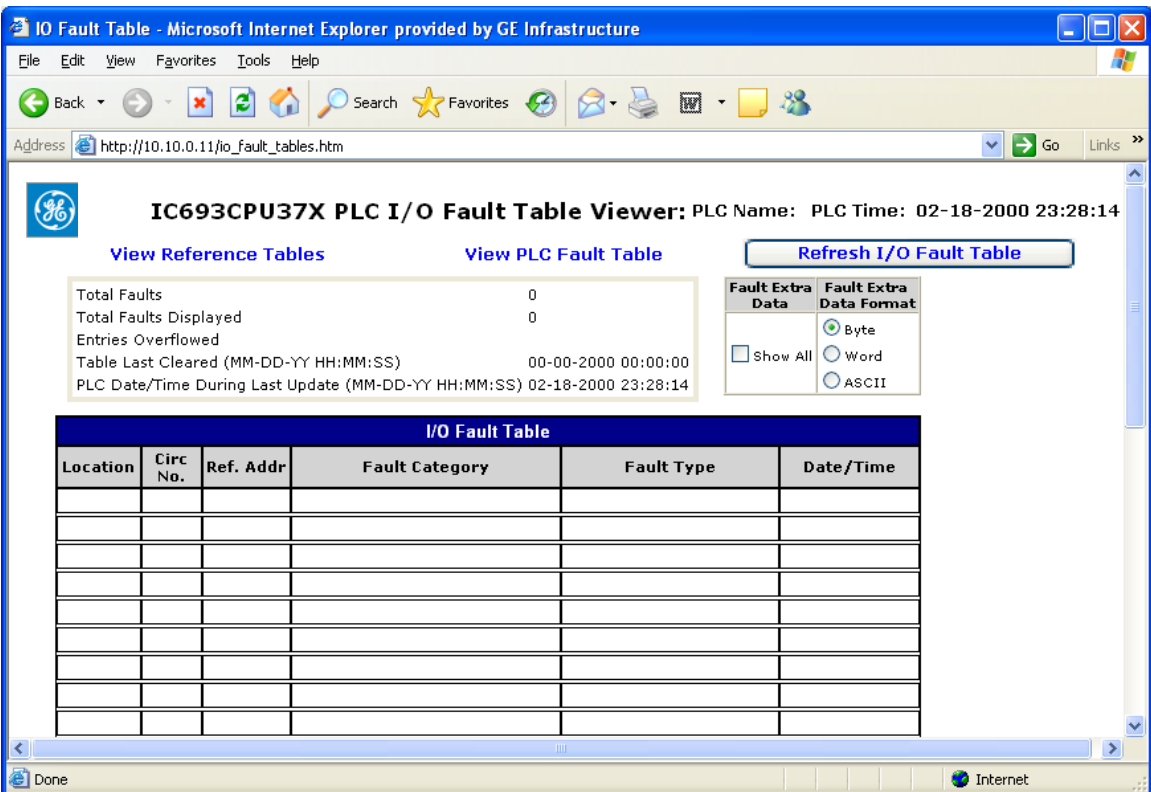 IO Fault Table - Microsoft Internet Explorer provided by GE Infrastructure
File Edit View Favorites Tools Help
Back Search Favorites W
Address http://10.10.0.11/io_fault_tables.htm Go Links »
IC693CPU37X PLC I/O Fault Table Viewer: PLC Name: PLC Time: 02-18-2000 23:28:14
View Reference Tables View PLC Fault Table Refresh I/O Fault Table
Total Faults 0
Total Faults Displayed 0
Entries Overflowed
Table Last Cleared (MM-DD-YY HH:MM:SS) 00-00-2000 00:00:00
PLC Date/Time During Last Update (MM-DD-YY HH:MM:SS) 02-18-2000 23:28:14
Fault Extra Data Fault Extra Data Format
Show All
Byte
Word
ASCII
I/O Fault Table
Location Circ No. Ref. Addr Fault Category Fault Type Date/Time
Done Internet